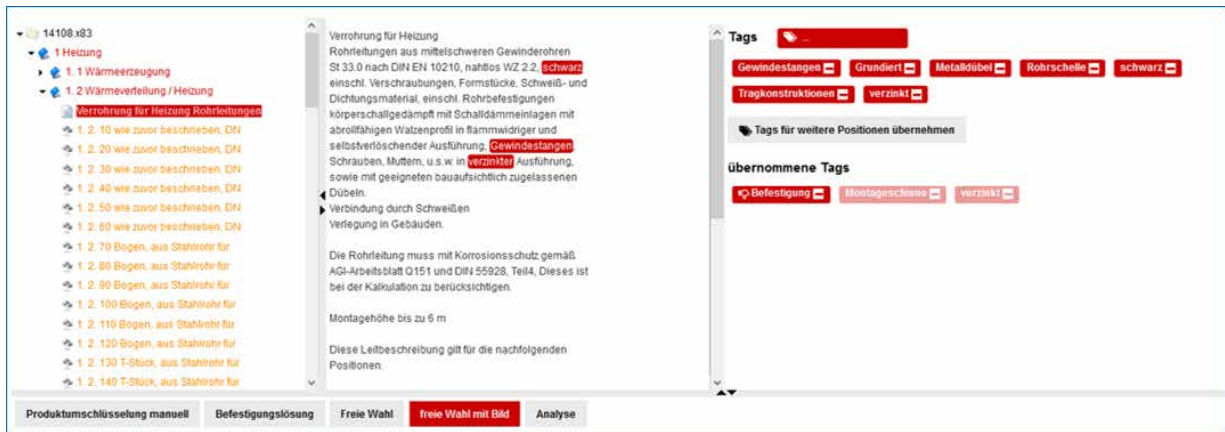 14108.x83
1 Heizung
1. 1 Wärmeerzeugung
1. 2 Wärmeverteilung / Heizung
Verrohrung für Heizung Rohrleitungen
1. 2. 10 wie zuvor beschrieben, DN
1. 2. 20 wie zuvor beschrieben, DN
1. 2. 30 wie zuvor beschrieben, DN
1. 2. 40 wie zuvor beschrieben, DN
1. 2. 50 wie zuvor beschrieben, DN
1. 2. 60 wie zuvor beschrieben, DN
1. 2. 70 Bogen, aus Stahlrohr für
1. 2. 80 Bogen, aus Stahlrohr für
1. 2. 90 Bogen, aus Stahlrohr für
1. 2. 100 Bogen, aus Stahlrohr für
1. 2. 110 Bogen, aus Stahlrohr für
1. 2. 120 Bogen, aus Stahlrohr für
1. 2. 130 T-Stück, aus Stahlrohr für
1. 2. 140 T-Stück, aus Stahlrohr für
Verrohrung für Heizung
Rohrleitungen aus mittelschweren Gewinderohren
St 33.0 nach DIN EN 10210, nahtlos WZ 2.2, schwarz
einschl. Verschraubungen, Formstücke, Schweiß- und
Dichtungsmaterial, einschl. Rohrbefestigungen
körperschallgedämpft mit Schalldämmeinlagen mit
abrollfähigen Walzenprofil in flammwidriger und
selbstverlöschender Ausführung, Gewindestangen,
Schrauben, Muttern, u.s.w. in verzinkter Ausführung,
sowie mit geeigneten bauaufsichtlich zugelassenen
Dübeln.
Verbindung durch Schweißen
Verlegung in Gebäuden.
Die Rohrleitung muss mit Korrosionsschutz gemäß
AGI-Arbeitsblatt Q151 und DIN 55928, Teil4, Dieses ist
bei der Kalkulation zu berücksichtigen.
Montagehöhe bis zu 6 m
Diese Leitbeschreibung gilt für die nachfolgenden
Positionen.
Tags ...
Gewindestangen Grundiert Metalldübel Rohrschelle schwarz
Tragkonstruktionen verzinkt
Tags für weitere Positionen übernehmen
übernommene Tags
Befestigung Montageschiene verzinkt
Produktumschlüsselung manuell Befestigungslösung Freie Wahl freie Wahl mit Bild Analyse